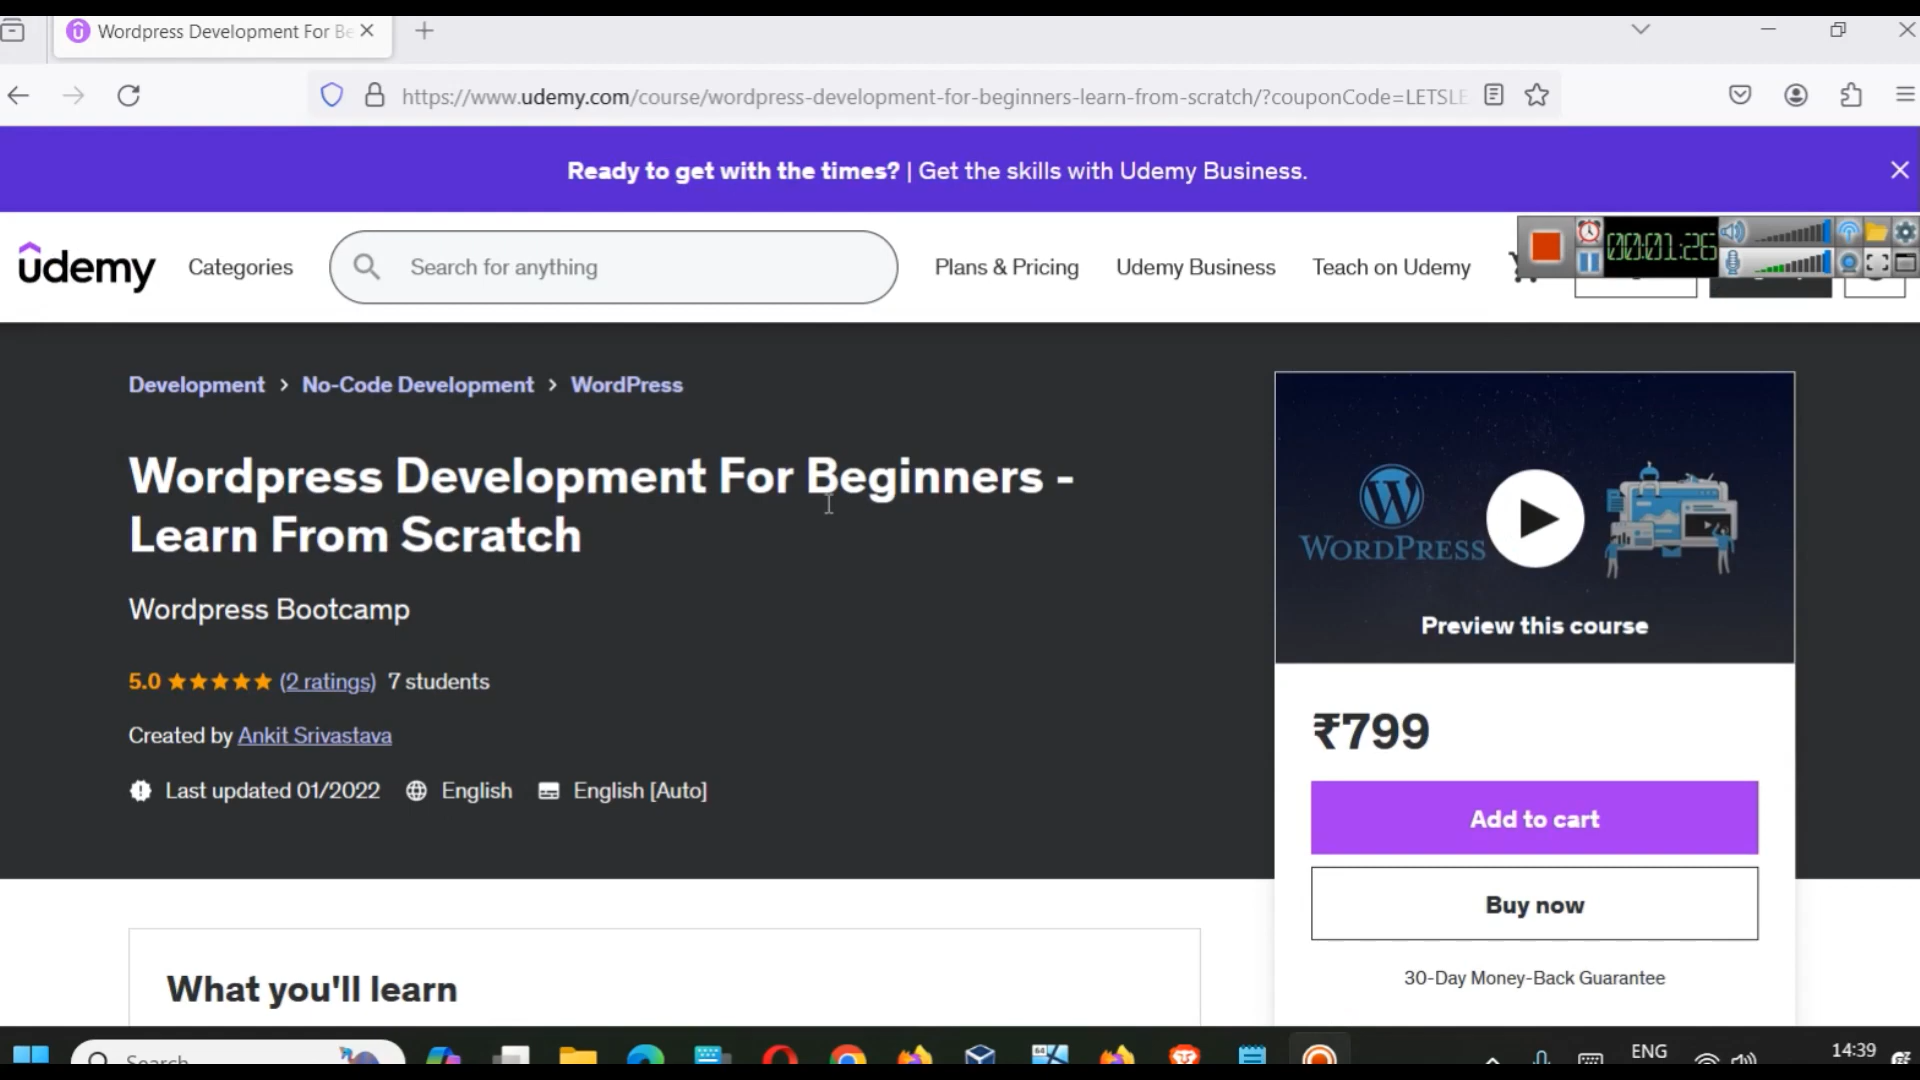 Wordpress Development For Be
https://www.udemy.com/course/wordpress-development-for-beginners-learn-from-scratch/?couponCode=LETSLE
Ready to get with the times? | Get the skills with Udemy Business.
udemy
Categories
Search for anything
Plans & Pricing
Udemy Business
Teach on Udemy
00:01:26
Development > No-Code Development > WordPress
Wordpress Development For Beginners -
Learn From Scratch
Wordpress Bootcamp
5.0 (2 ratings) 7 students
Created by Ankit Srivastava
Last updated 01/2022 English English [Auto]
WORDPRESS
Preview this course
₹799
Add to cart
Buy now
30-Day Money-Back Guarantee
What you'll learn
Search
64
ENG
14:39